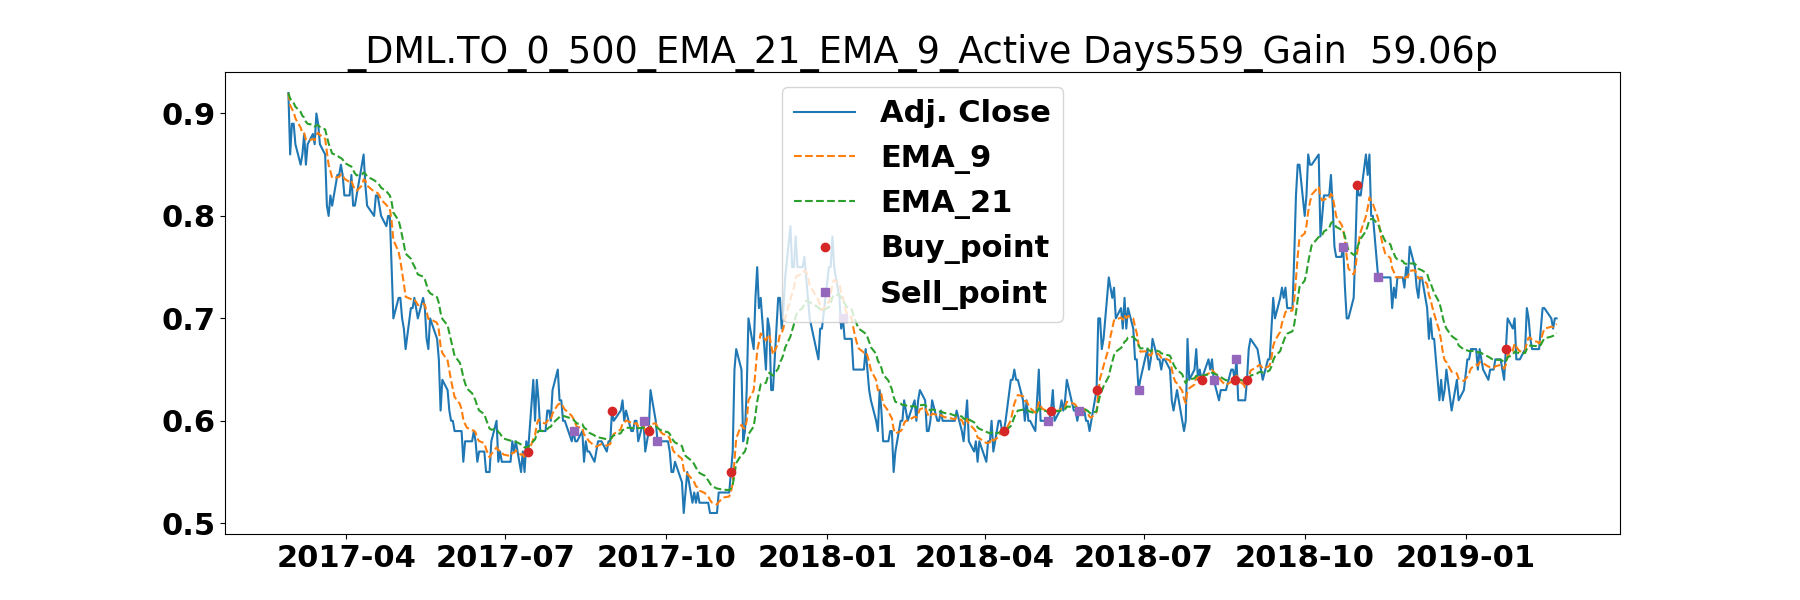 _DML.TO_0_500_EMA_21_EMA_9_Active Days559_Gain  59.06p
Adj. Close
EMA_9
EMA_21
Buy_point
Sell_point
0.9
0.8
0.7
0.6
0.5
2017-04 2017-07 2017-10 2018-01 2018-04 2018-07 2018-10 2019-01